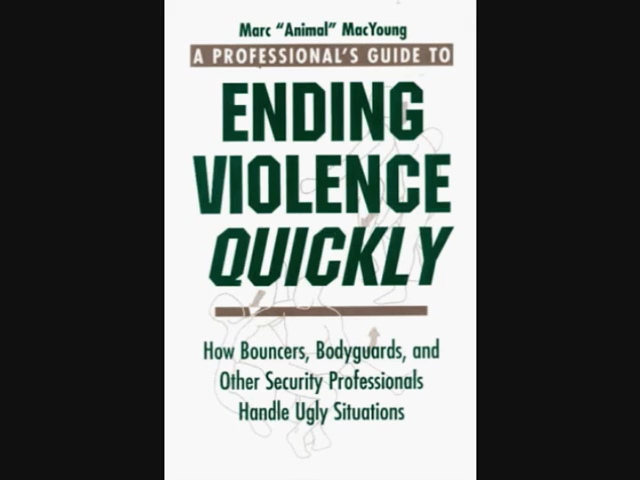 Marc “Animal” MacYoung
A PROFESSIONAL'S GUIDE TO
ENDING
VIOLENCE
QUICKLY
How Bouncers, Bodyguards, and
Other Security Professionals
Handle Ugly Situations